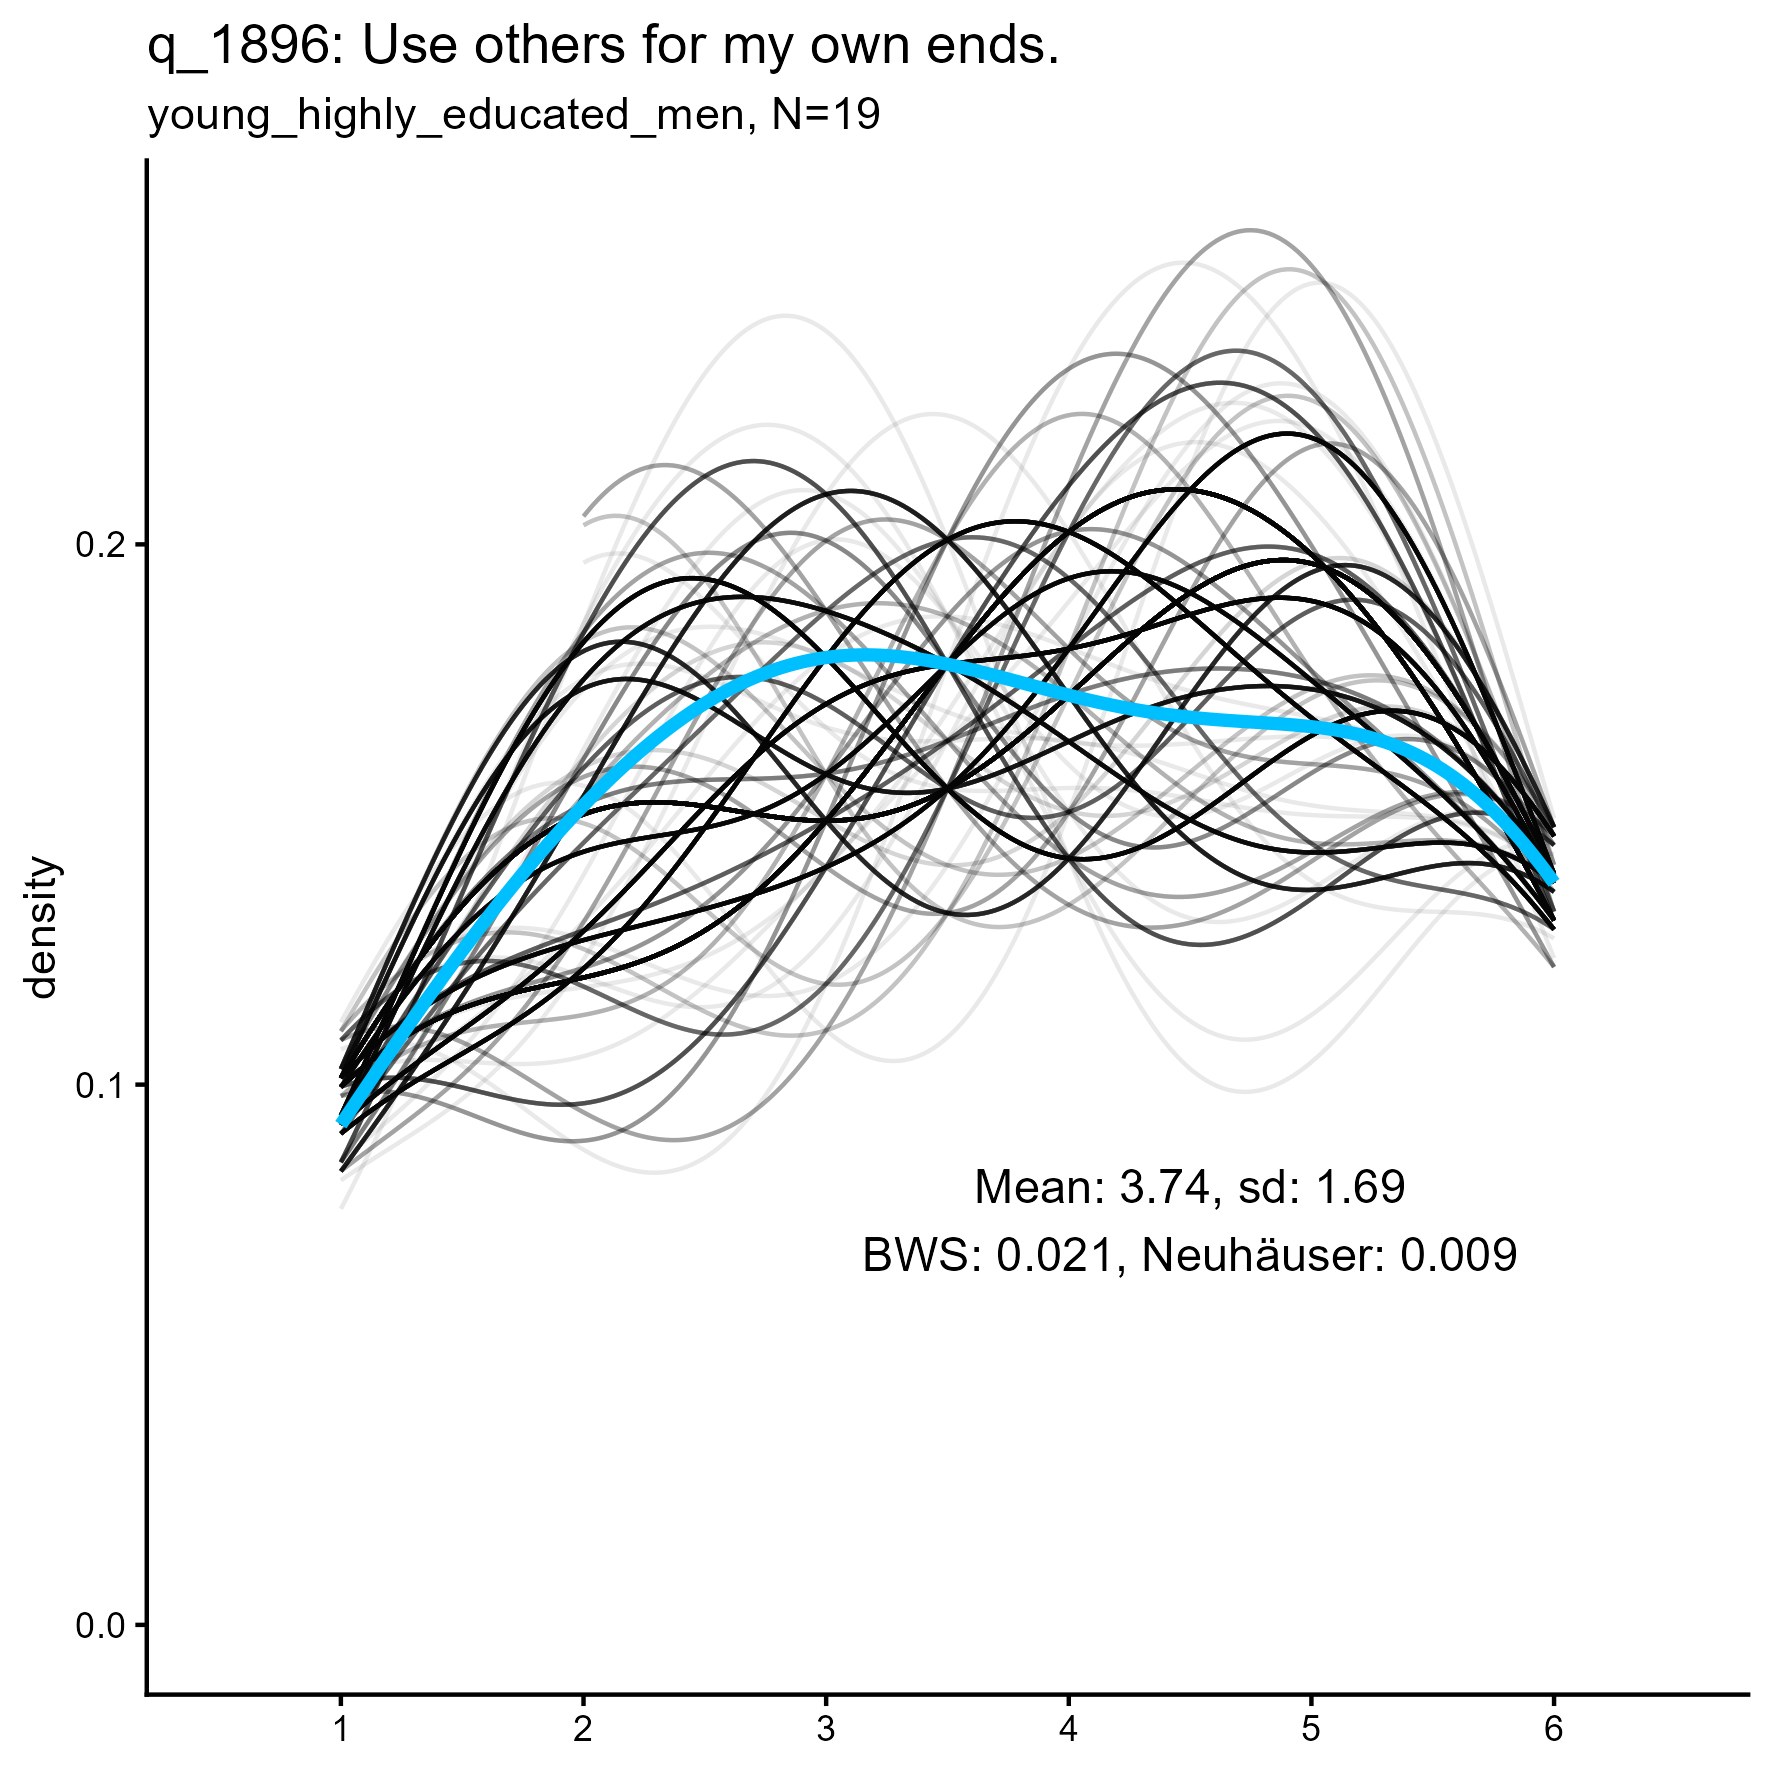 q_1896: Use others for my own ends.
young_highly_educated_men, N=19
density
0.2
0.1
0.0
Mean: 3.74, sd: 1.69
BWS: 0.021, Neuhäuser: 0.009
1 2 3 4 5 6